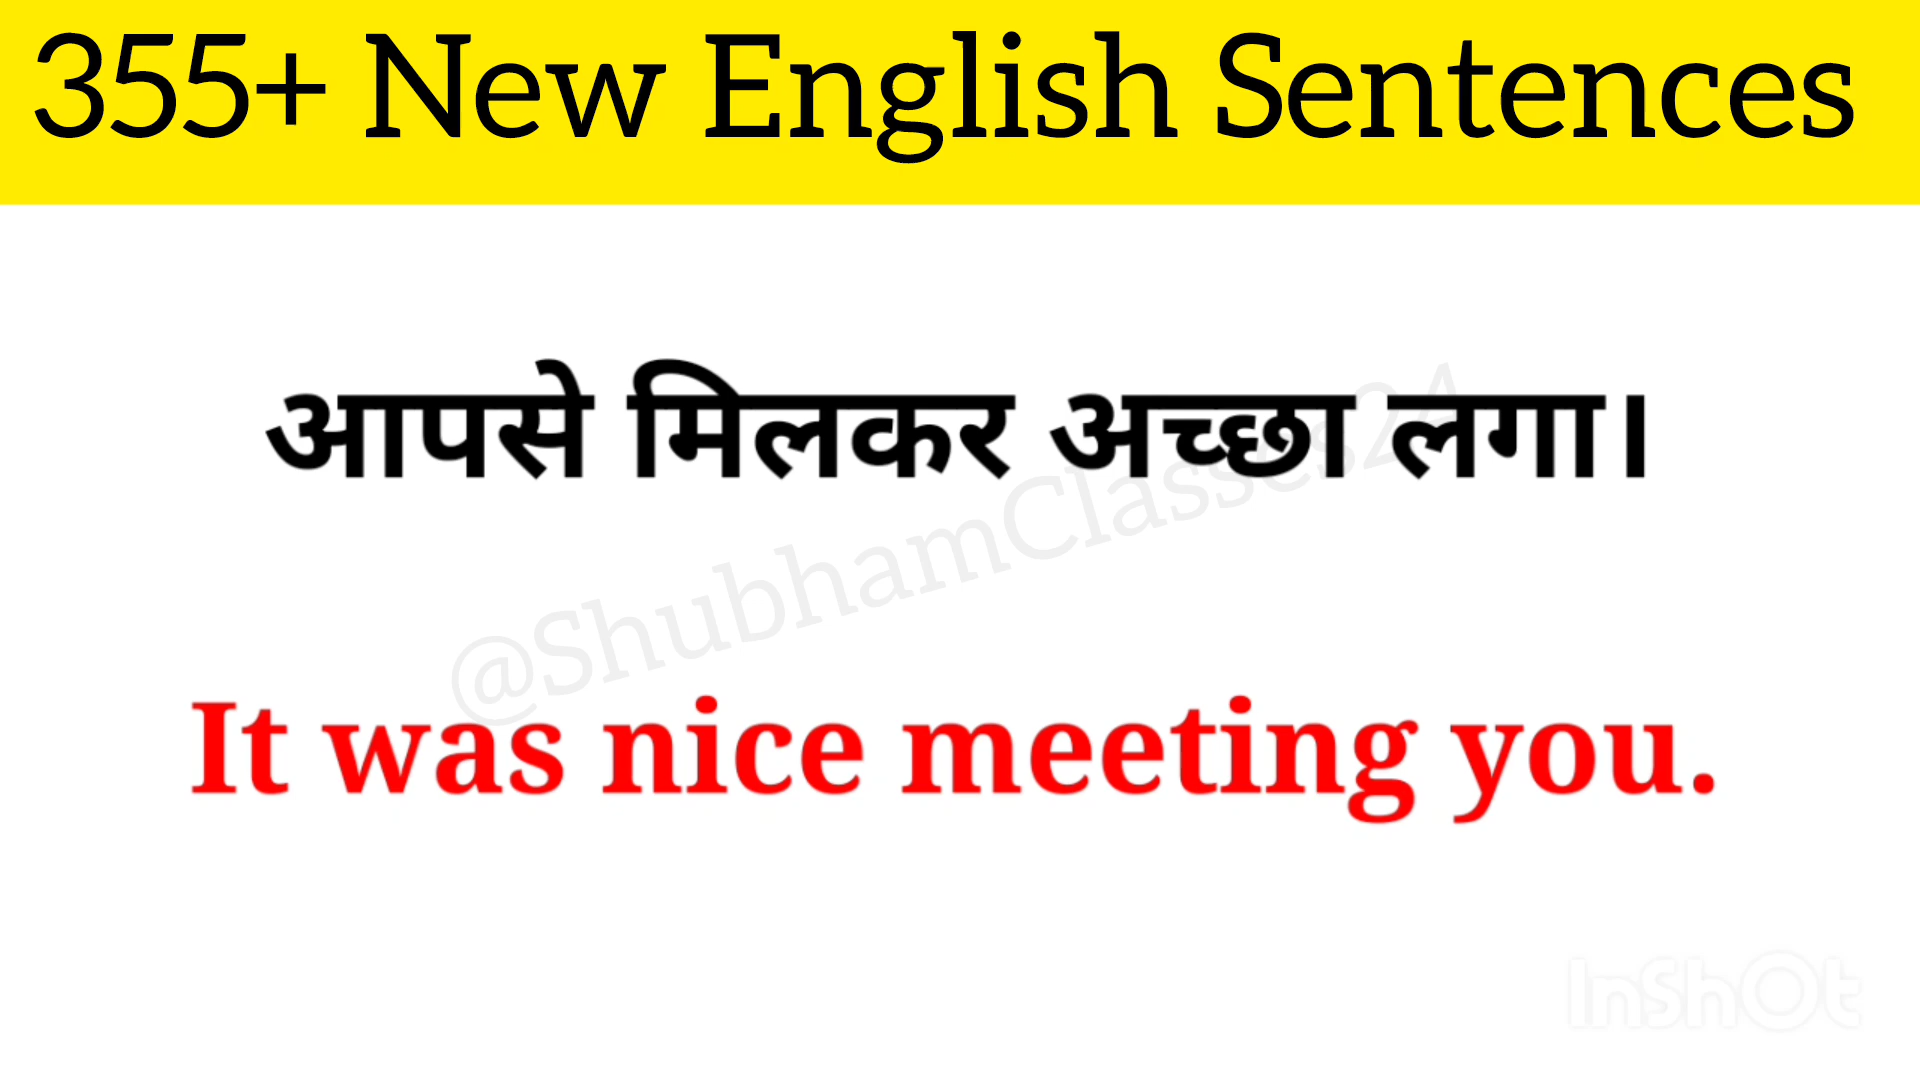 355+ New English Sentences
आपसे मिलकर अच्छा लगा।
@ShubhamClasses24
It was nice meeting you.
InShOt